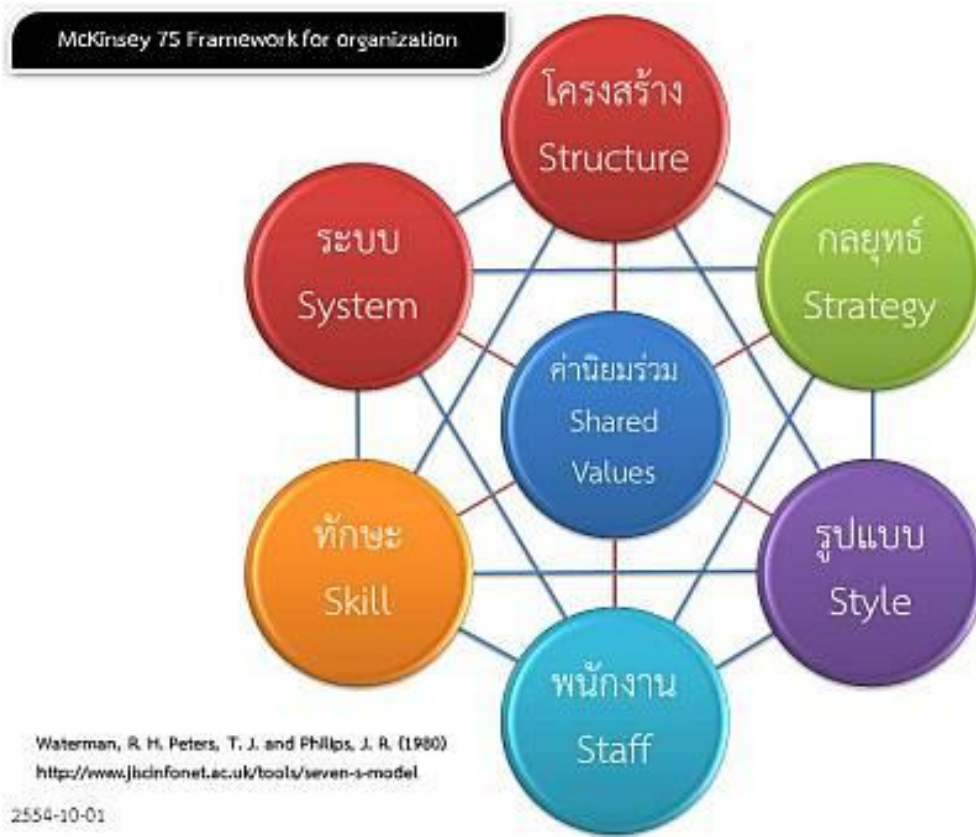 McKinsey 7S Framework for organization
โครงสร้าง
Structure
ระบบ
System
กลยุทธ์
Strategy
ค่านิยมร่วม
Shared
Values
ทักษะ
Skill
รูปแบบ
Style
พนักงาน
Staff
Waterman, R. H. Peters, T. J. and Philips, J. R. (1980)
http://www.jiscinfonet.ac.uk/tools/seven-s-model
2554-10-01